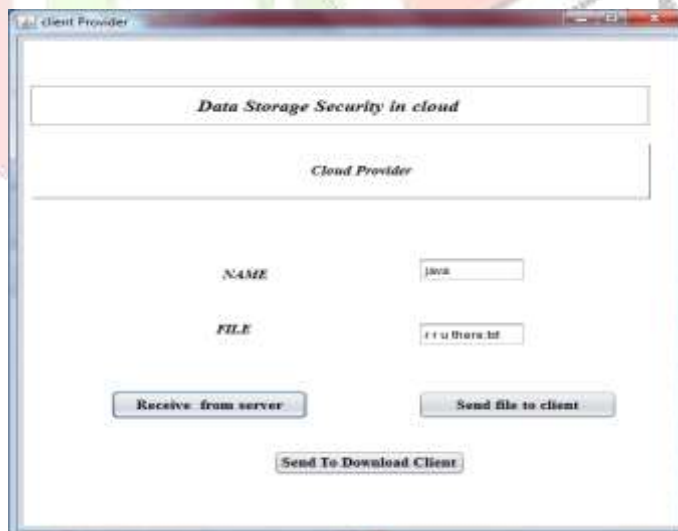 client Provider
Data Storage Security in cloud
Cloud Provider
NAME
java
FILE
r r u there.txt
Receive from server
Send file to client
Send To Download Client